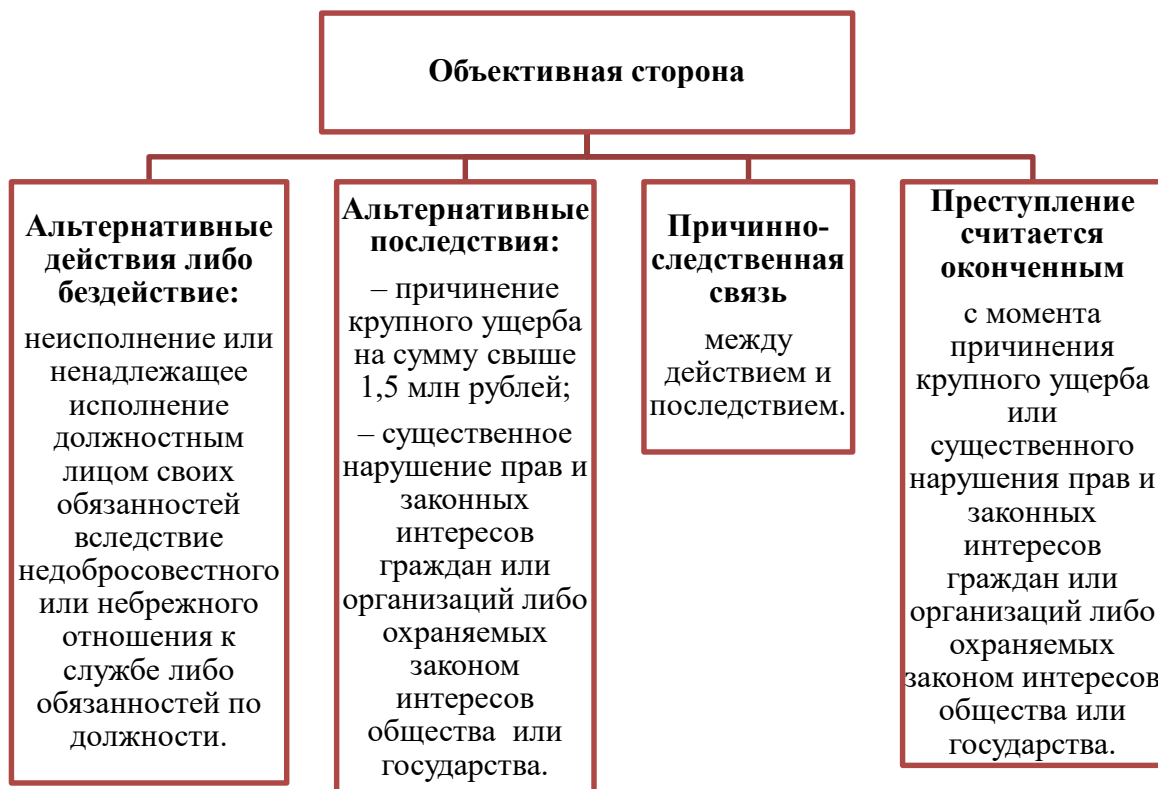 Объективная сторона
Альтернативные
действия либо
бездействие:
неисполнение или
ненадлежащее
исполнение
должностным
лицом своих
обязанностей
вследствие
недобросовестного
или небрежного
отношения к
службе либо
обязанностей по
должности.
Альтернативные
последствия:
– причинение
крупного ущерба
на сумму свыше
1,5 млн рублей;
– существенное
нарушение прав и
законных
интересов
граждан или
организаций либо
охраняемых
законом
интересов
общества или
государства.
Причинно-
следственная
связь
между
действием и
последствием.
Преступление
считается
оконченным
с момента
причинения
крупного ущерба
или
существенного
нарушения прав и
законных
интересов
граждан или
организаций либо
охраняемых
законом интересов
общества или
государства.